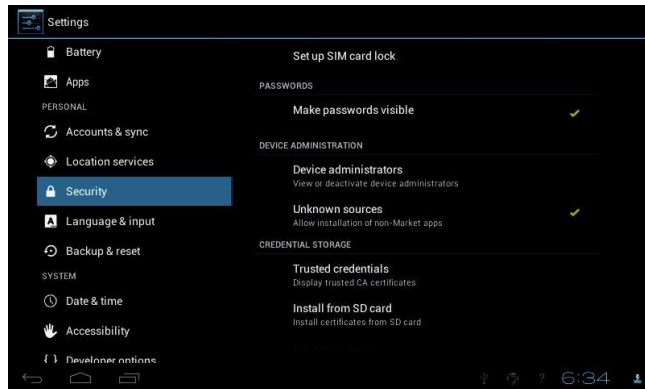 Settings
Battery
Apps
PERSONAL
Accounts & sync
Location services
Security
Language & input
Backup & reset
SYSTEM
Date & time
Accessibility
{ } Developer options
Set up SIM card lock
PASSWORDS
Make passwords visible
DEVICE ADMINISTRATION
Device administrators
View or deactivate device administrators
Unknown sources
Allow installation of non-Market apps
CREDENTIAL STORAGE
Trusted credentials
Display trusted CA certificates
Install from SD card
Install certificates from SD card
6:34